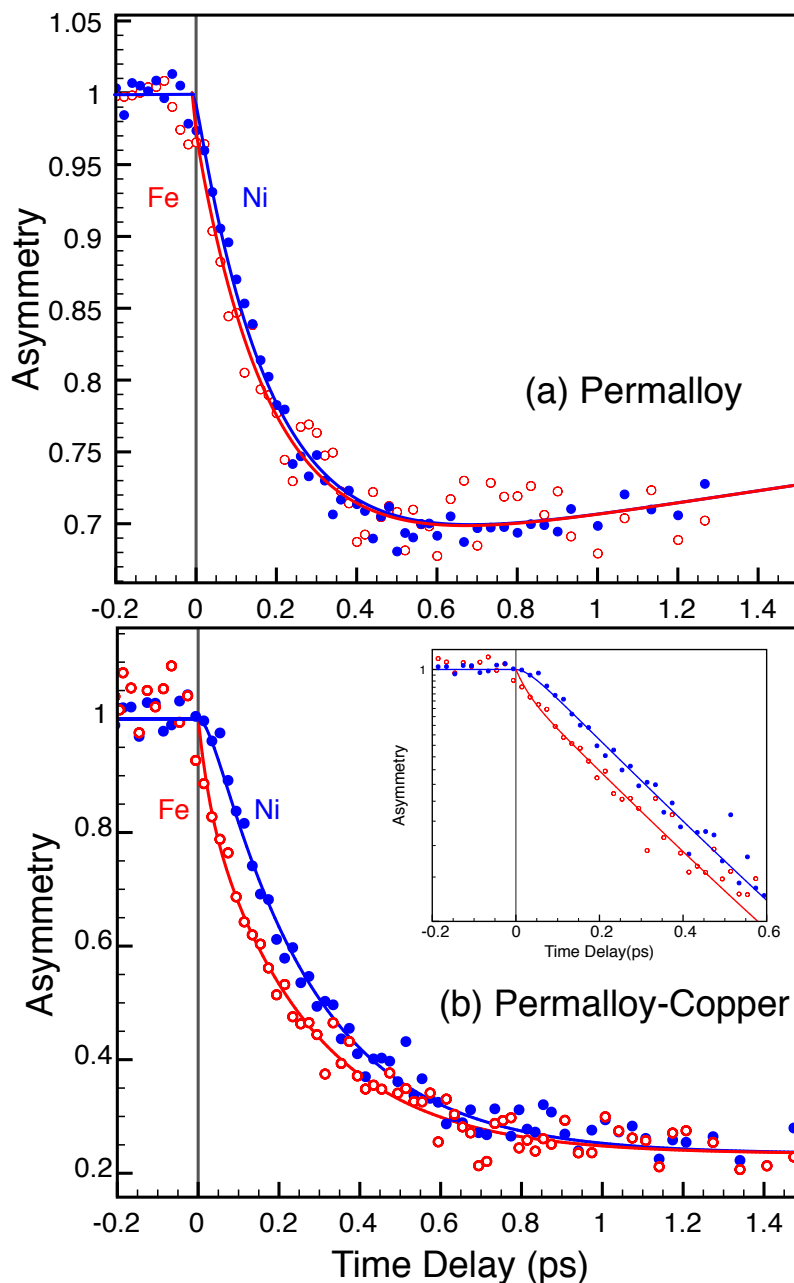 1.05
1
0.95
Fe Ni
0.9
Asymmetry
0.85
0.8
(a) Permalloy
0.75
0.7
-0.2 0 0.2 0.4 0.6 0.8 1 1.2 1.4
1
Asymmetry
-0.2 0 0.2 0.4 0.6
Time Delay(ps)
1
Fe Ni
0.8
Asymmetry
0.6
(b) Permalloy-Copper
0.4
0.2
-0.2 0 0.2 0.4 0.6 0.8 1 1.2 1.4
Time Delay (ps)